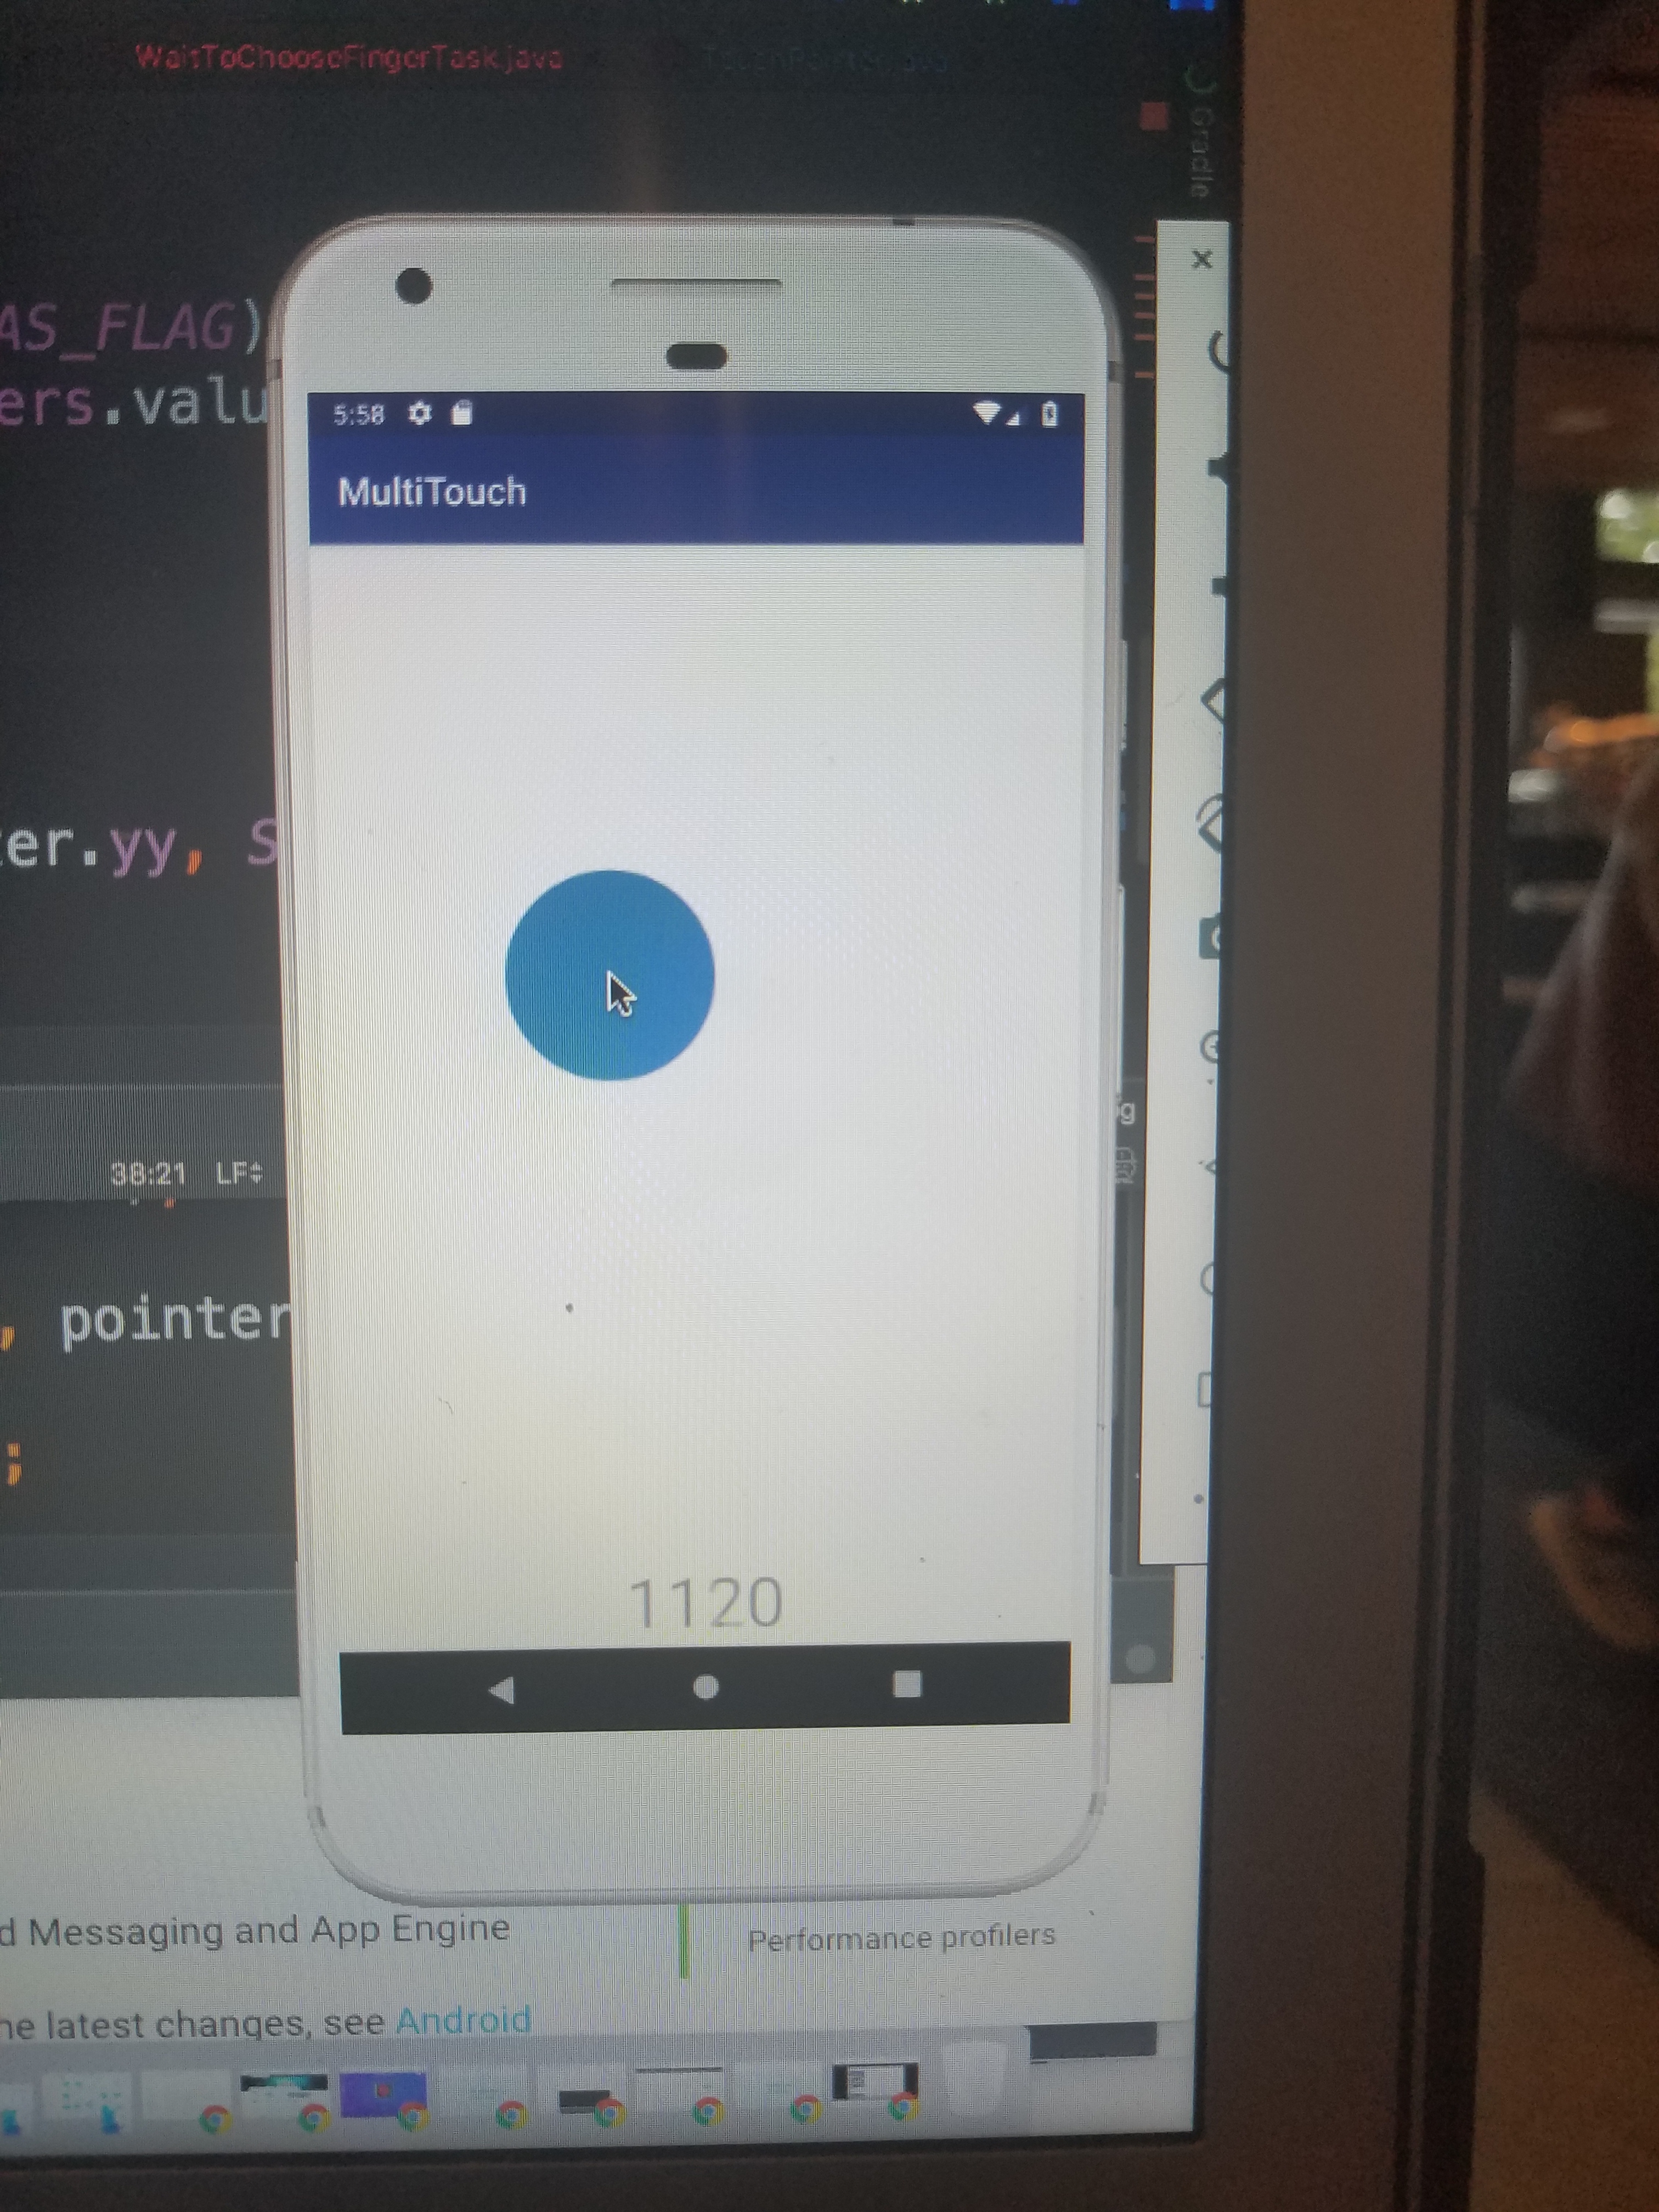 WaitToChooseFingerTask.java
Gradle
AS_FLAG)
ers.valu
5:58
MultiTouch
er.yy, S
g
38:21 LF
, pointer
;
1120
d Messaging and App Engine
Performance profilers
he latest changes, see Android